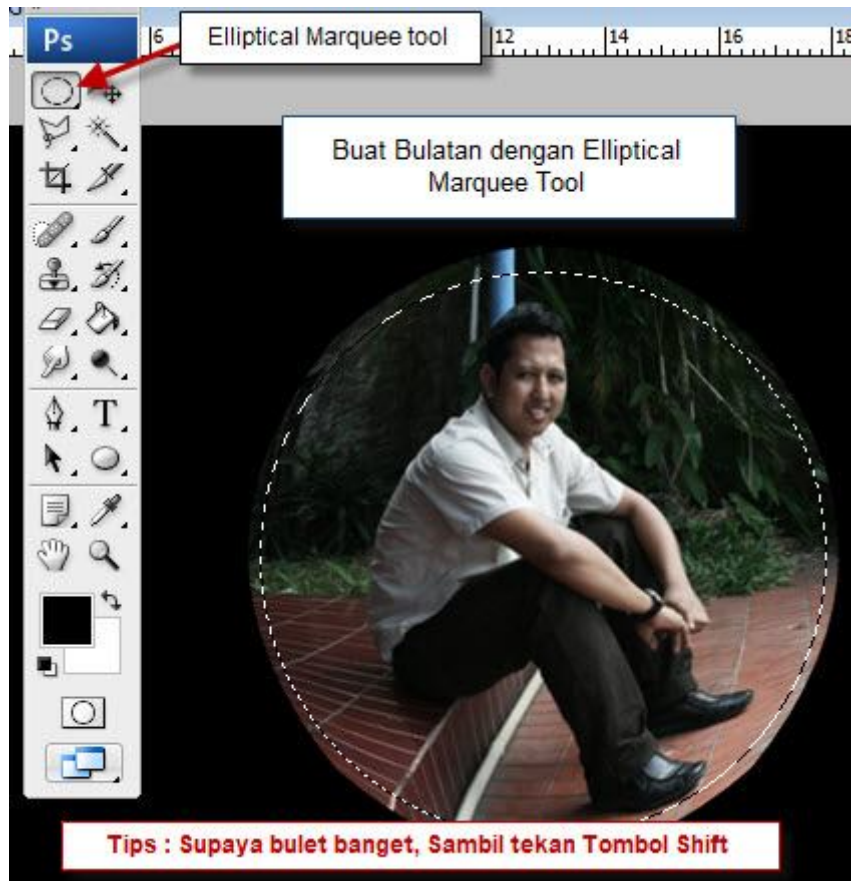 Ps
6
Elliptical Marquee tool
12
14
16
18
Buat Bulatan dengan Elliptical
Marquee Tool
T
Tips : Supaya bulet banget, Sambil tekan Tombol Shift